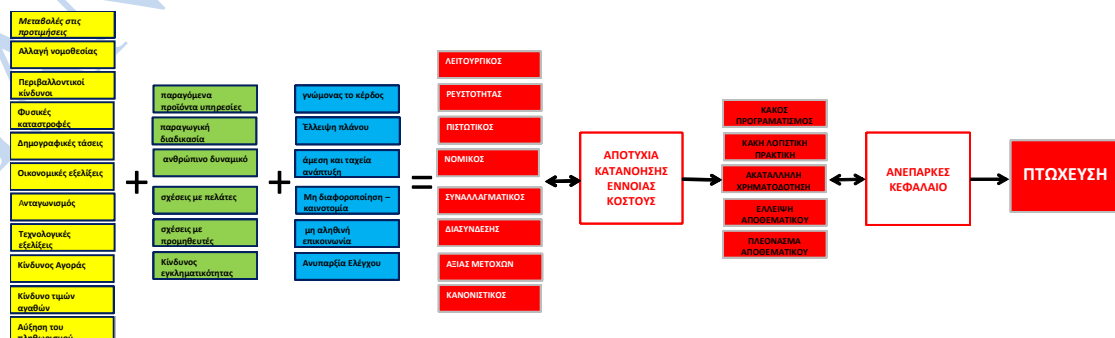 Μεταβολές στις
προτιμήσεις
Αλλαγή νομοθεσίας
Περιβαλλοντικοί
κίνδυνοι
Φυσικές
καταστροφές
Δημογραφικές τάσεις
Οικονομικές εξελίξεις
Ανταγωνισμός
Τεχνολογικές
εξελίξεις
Κίνδυνος Αγοράς
Κίνδυνο τιμών
αγαθών
Αύξηση του
+
παραγόμενα
προϊόντα υπηρεσίες
παραγωγική
διαδικασία
ανθρώπινο δυναμικό
σχέσεις με πελάτες
σχέσεις με
προμηθευτές
Κίνδυνος
εγκληματικότητας
+
γνώμονας το κέρδος
Έλλειψη πλάνου
άμεση και ταχεία
ανάπτυξη
Μη διαφοροποίηση –
καινοτομία
μη αληθινή
επικοινωνία
Ανυπαρξία Ελέγχου
=
ΛΕΙΤΟΥΡΓΙΚΟΣ
ΡΕΥΣΤΟΤΗΤΑΣ
ΠΙΣΤΩΤΙΚΟΣ
ΝΟΜΙΚΟΣ
ΣΥΝΑΛΛΑΓΜΑΤΙΚΟΣ
ΔΙΑΣΥΝΔΕΣΗΣ
ΑΞΙΑΣ ΜΕΤΟΧΩΝ
ΚΑΝΟΝΙΣΤΙΚΟΣ
ΑΠΟΤΥΧΙΑ
ΚΑΤΑΝΟΗΣΗΣ
ΕΝΝΟΙΑΣ
ΚΟΣΤΟΥΣ
ΚΑΚΟΣ
ΠΡΟΓΡΑΜΑΤΙΣΜΟΣ
ΚΑΚΗ ΛΟΓΙΣΤΙΚΗ
ΠΡΑΚΤΙΚΗ
ΑΚΑΤΑΛΛΗΛΗ
ΧΡΗΜΑΤΟΔΟΤΗΣΗ
ΕΛΛΕΙΨΗ
ΑΠΟΘΕΜΑΤΙΚΟΥ
ΠΛΕΟΝΑΣΜΑ
ΑΠΟΘΕΜΑΤΙΚΟΥ
ΑΝΕΠΑΡΚΕΣ
ΚΕΦΑΛΑΙΟ
ΠΤΩΧΕΥΣΗ